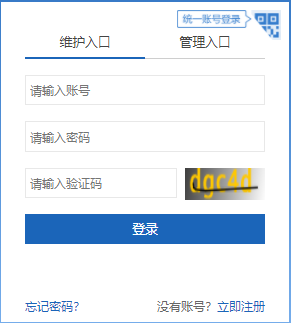 统一账号登录
维护入口 管理入口
请输入账号
请输入密码
请输入验证码 dgc4d
登录
忘记密码? 没有账号? 立即注册